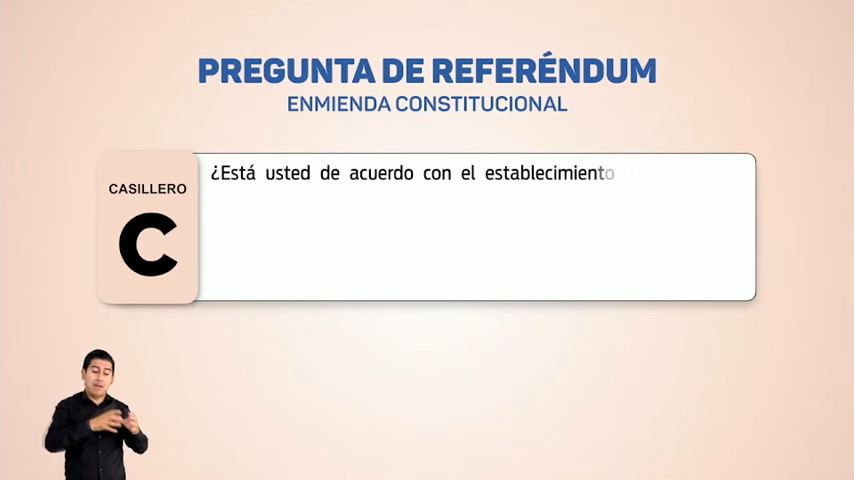 PREGUNTA DE REFERÉNDUM
ENMIENDA CONSTITUCIONAL
CASILLERO
C
¿Está usted de acuerdo con el establecimiento